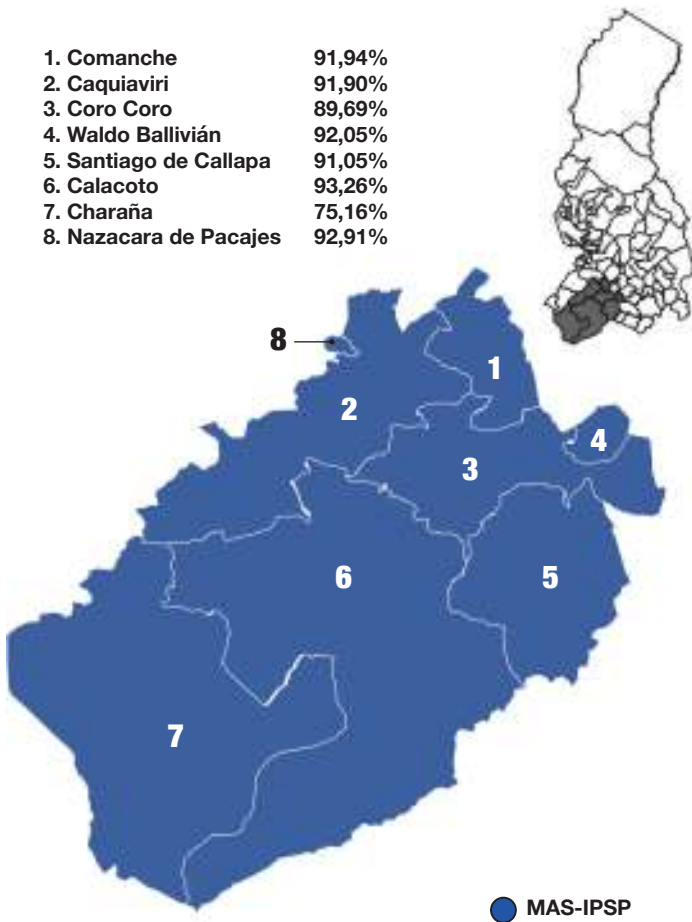 1. Comanche 91,94%
2. Caquiaviri 91,90%
3. Coro Coro 89,69%
4. Waldo Ballivián 92,05%
5. Santiago de Callapa 91,05%
6. Calacoto 93,26%
7. Charaña 75,16%
8. Nazacara de Pacajes 92,91%
8
1
2
4
3
6
5
7
MAS-IPSP